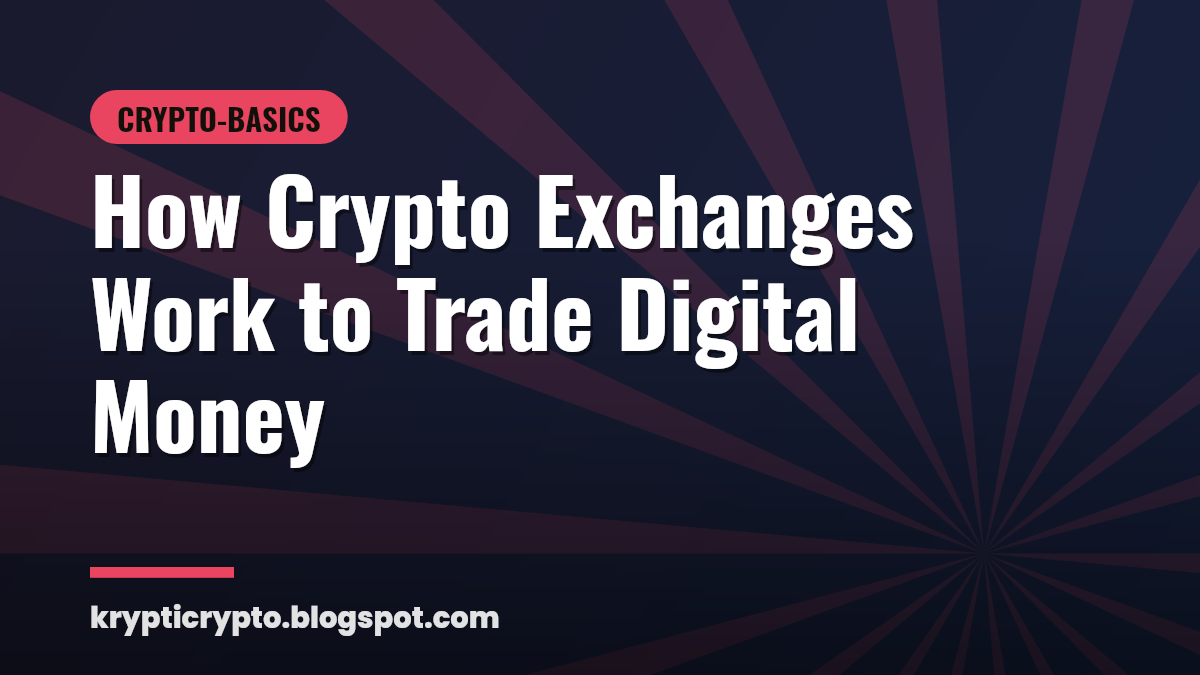 CRYPTO-BASICS
How Crypto Exchanges
Work to Trade Digital
Money
krypticrypto.blogspot.com